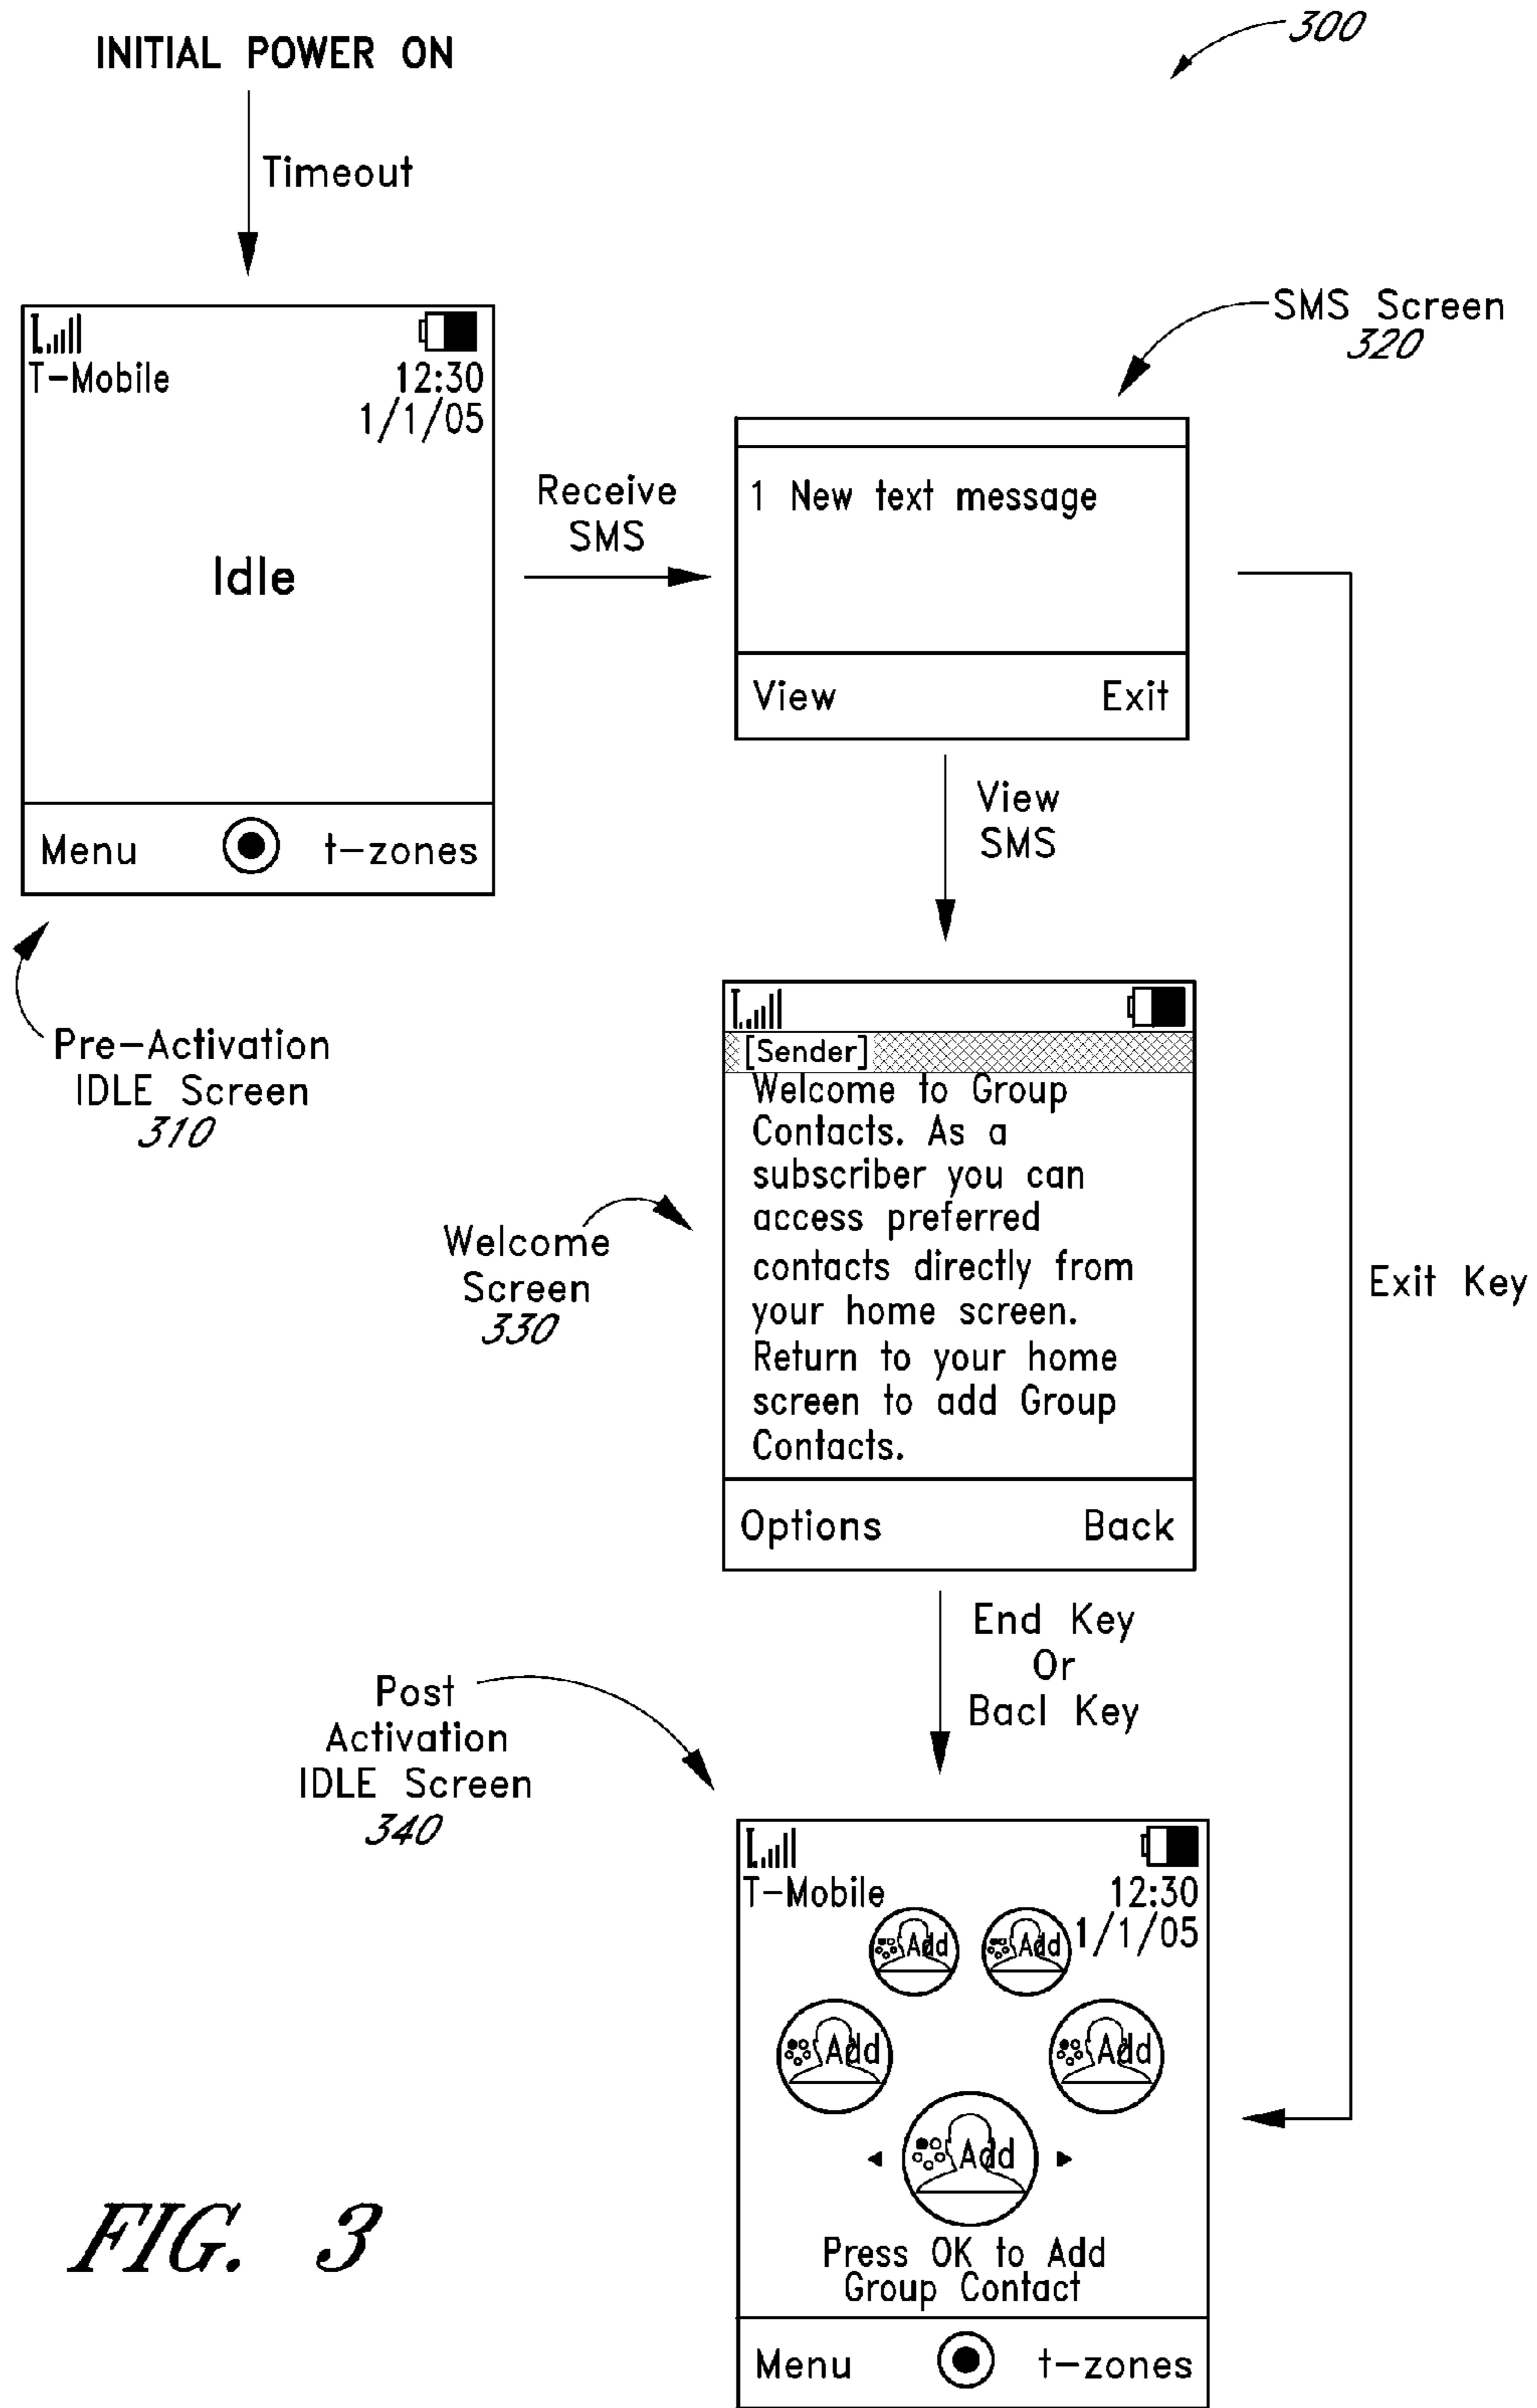 300
INITIAL POWER ON
Timeout
T-Mobile
12:30
1/1/05
Idle
Menu
t-zones
Pre-Activation
IDLE Screen
310
Receive
SMS
SMS Screen
320
1 New text message
View
Exit
View
SMS
Exit Key
Welcome
Screen
330
[Sender]
Welcome to Group
Contacts. As a
subscriber you can
access preferred
contacts directly from
your home screen.
Return to your home
screen to add Group
Contacts.
Options
Back
End Key
Or
Bacl Key
Post
Activation
IDLE Screen
340
T-Mobile
12:30
1/1/05
Add
Add
Add
Add
Add
Press OK to Add
Group Contact
Menu
t-zones
FIG. 3